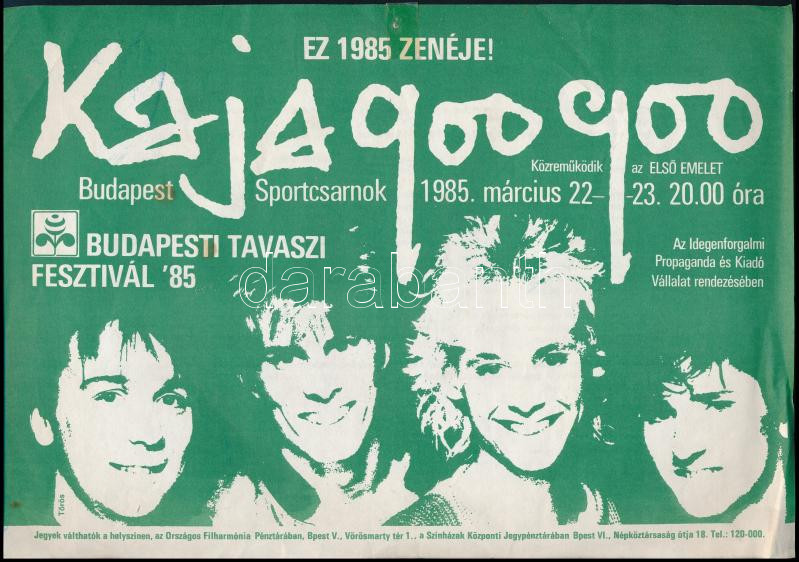 EZ 1985 ZENÉJE!
Kajagoogoo
Közreműködik az ELSŐ EMELET
Budapest Sportcsarnok 1985. március 22–-23. 20.00 óra
BUDAPESTI TAVASZI
FESZTIVÁL '85
Az Idegenforgalmi
Propaganda és Kiadó
Vállalat rendezésében
darabanth
Törös
Jegyek válthatók a helyszínen, az Országos Filharmónia Pénztárában, Bpest V., Vörösmarty tér 1.. a Színházak Központi Jegypénztárában Bpest VI., Népköztársaság útja 18. Tel.: 120-000.